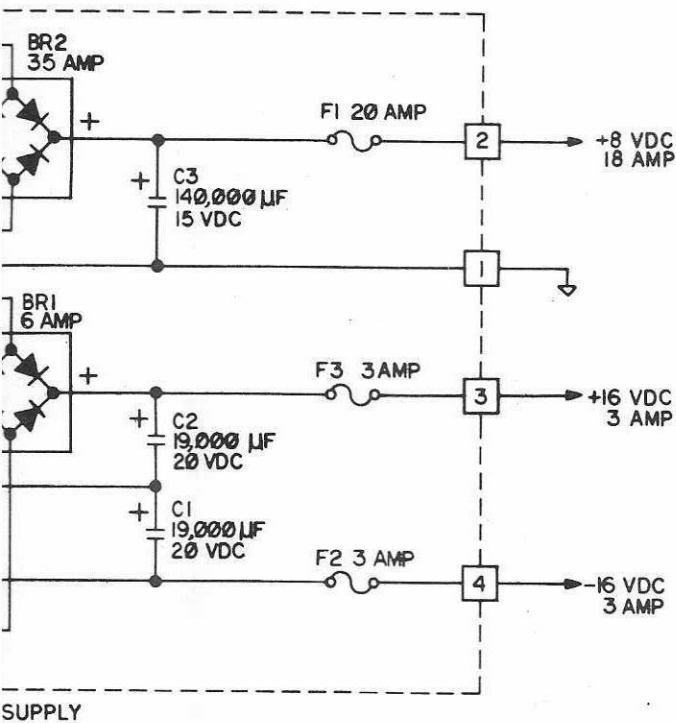 BR2
35 AMP
+
F1 20 AMP
2
+8 VDC
18 AMP
+
C3
140,000 µF
15 VDC
1
BR1
6 AMP
+
F3 3 AMP
3
+16 VDC
3 AMP
+
C2
19,000 µF
20 VDC
+
C1
19,000 µF
20 VDC
F2 3 AMP
4
-16 VDC
3 AMP
SUPPLY